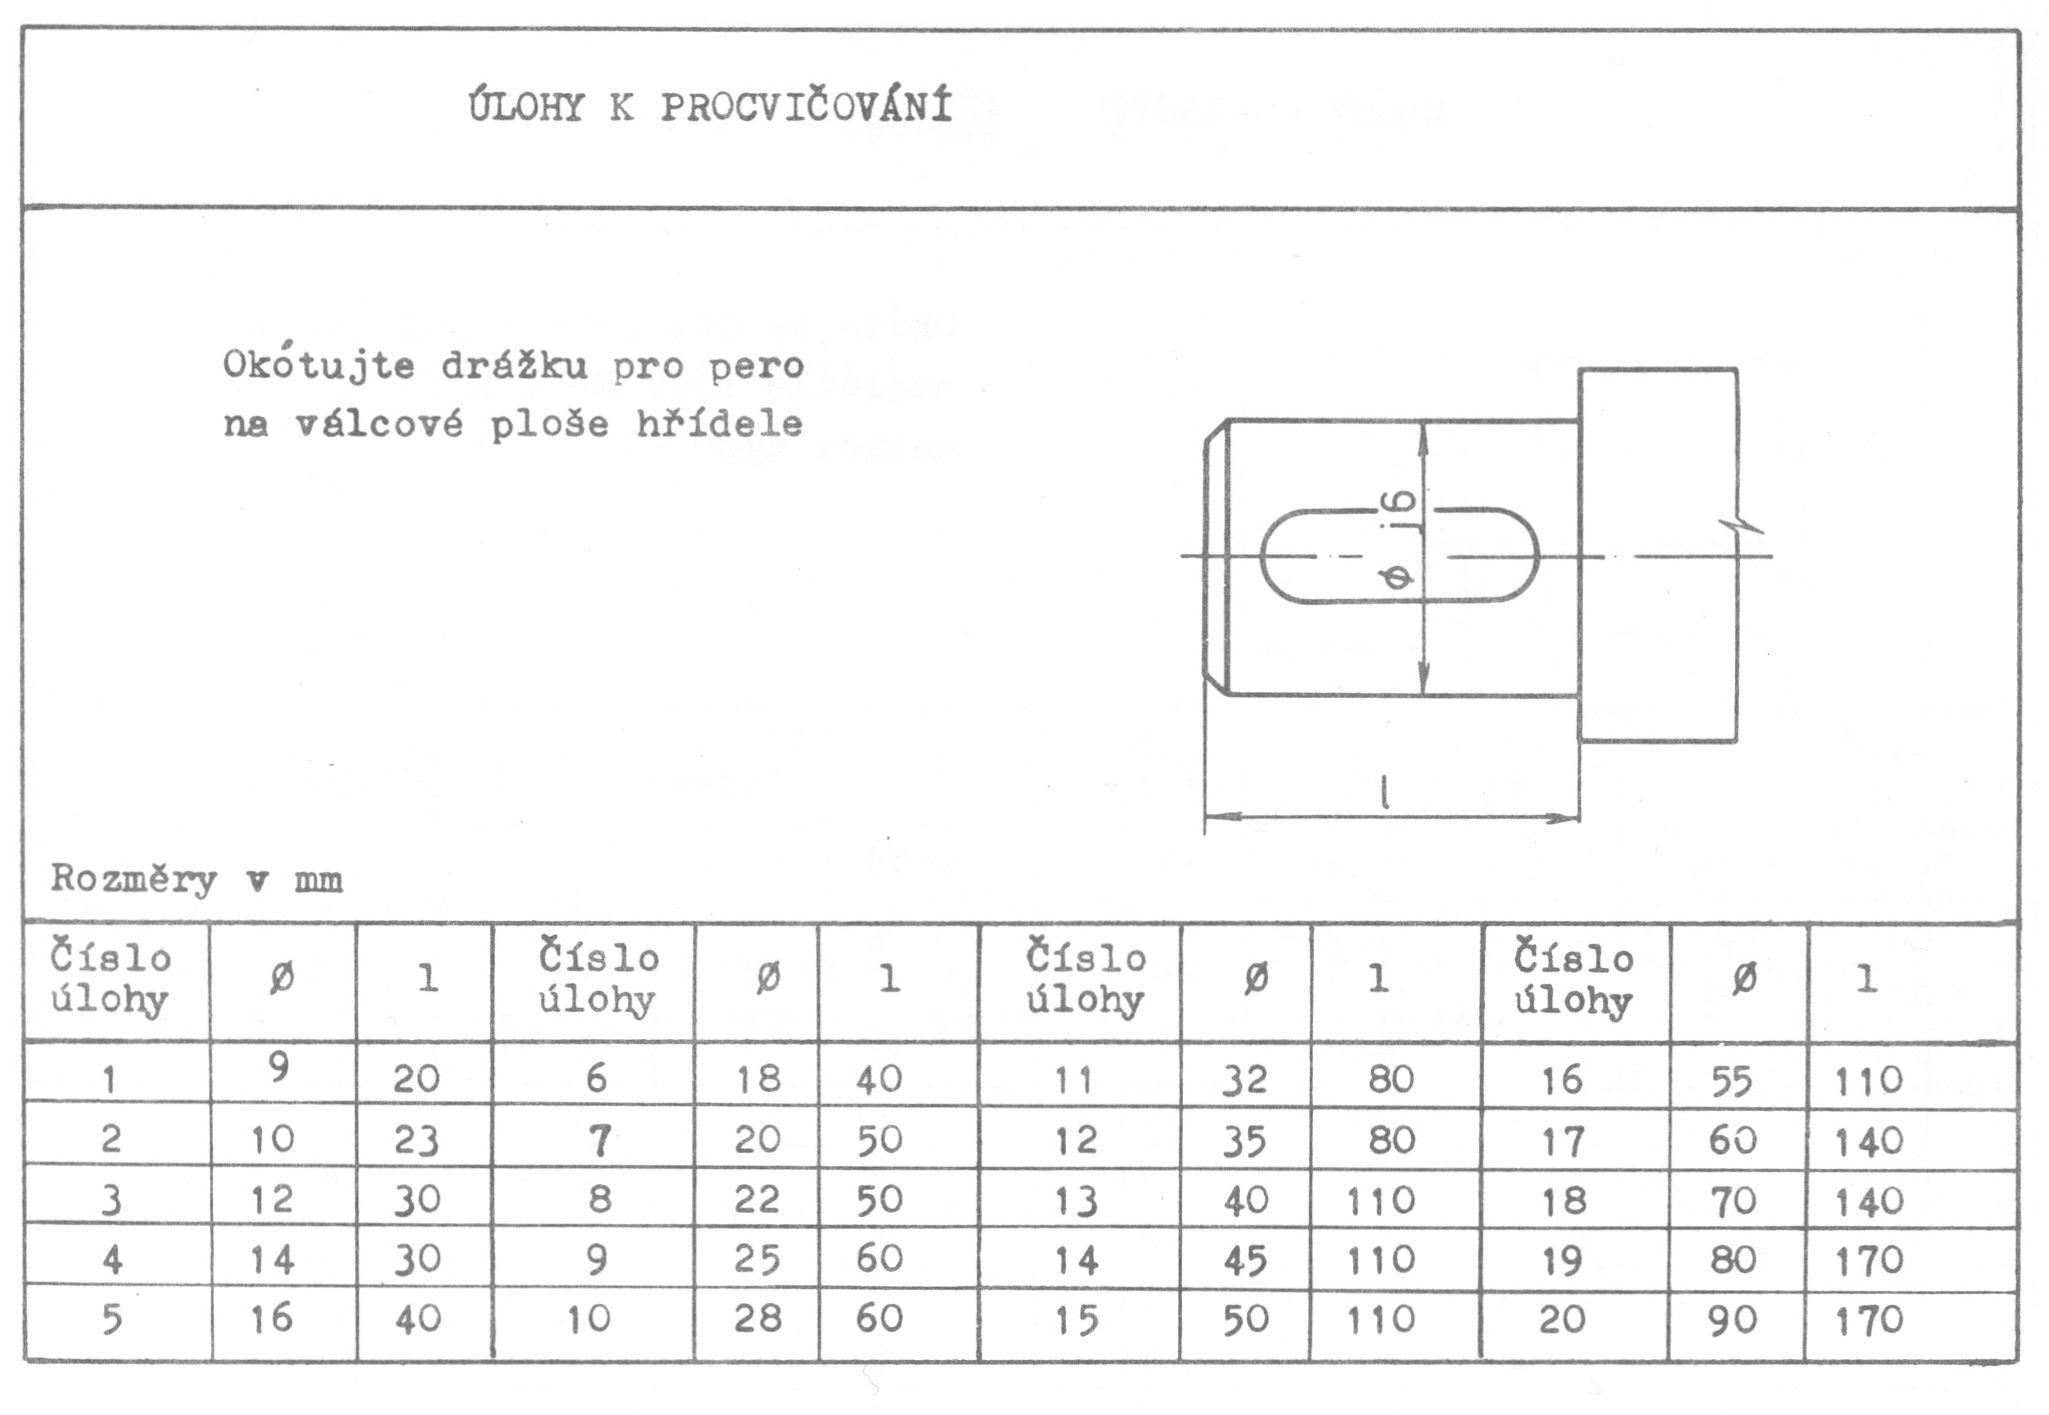 ÚLOHY K PROCVIČOVÁNÍ
Okótujte drážku pro pero
na válcové ploše hřídele
ø j6
l
Rozměry v mm
Číslo úlohy Ø l Číslo úlohy Ø l Číslo úlohy Ø l Číslo úlohy Ø l
1 9 20 6 18 40 11 32 80 16 55 110
2 10 23 7 20 50 12 35 80 17 60 140
3 12 30 8 22 50 13 40 110 18 70 140
4 14 30 9 25 60 14 45 110 19 80 170
5 16 40 10 28 60 15 50 110 20 90 170